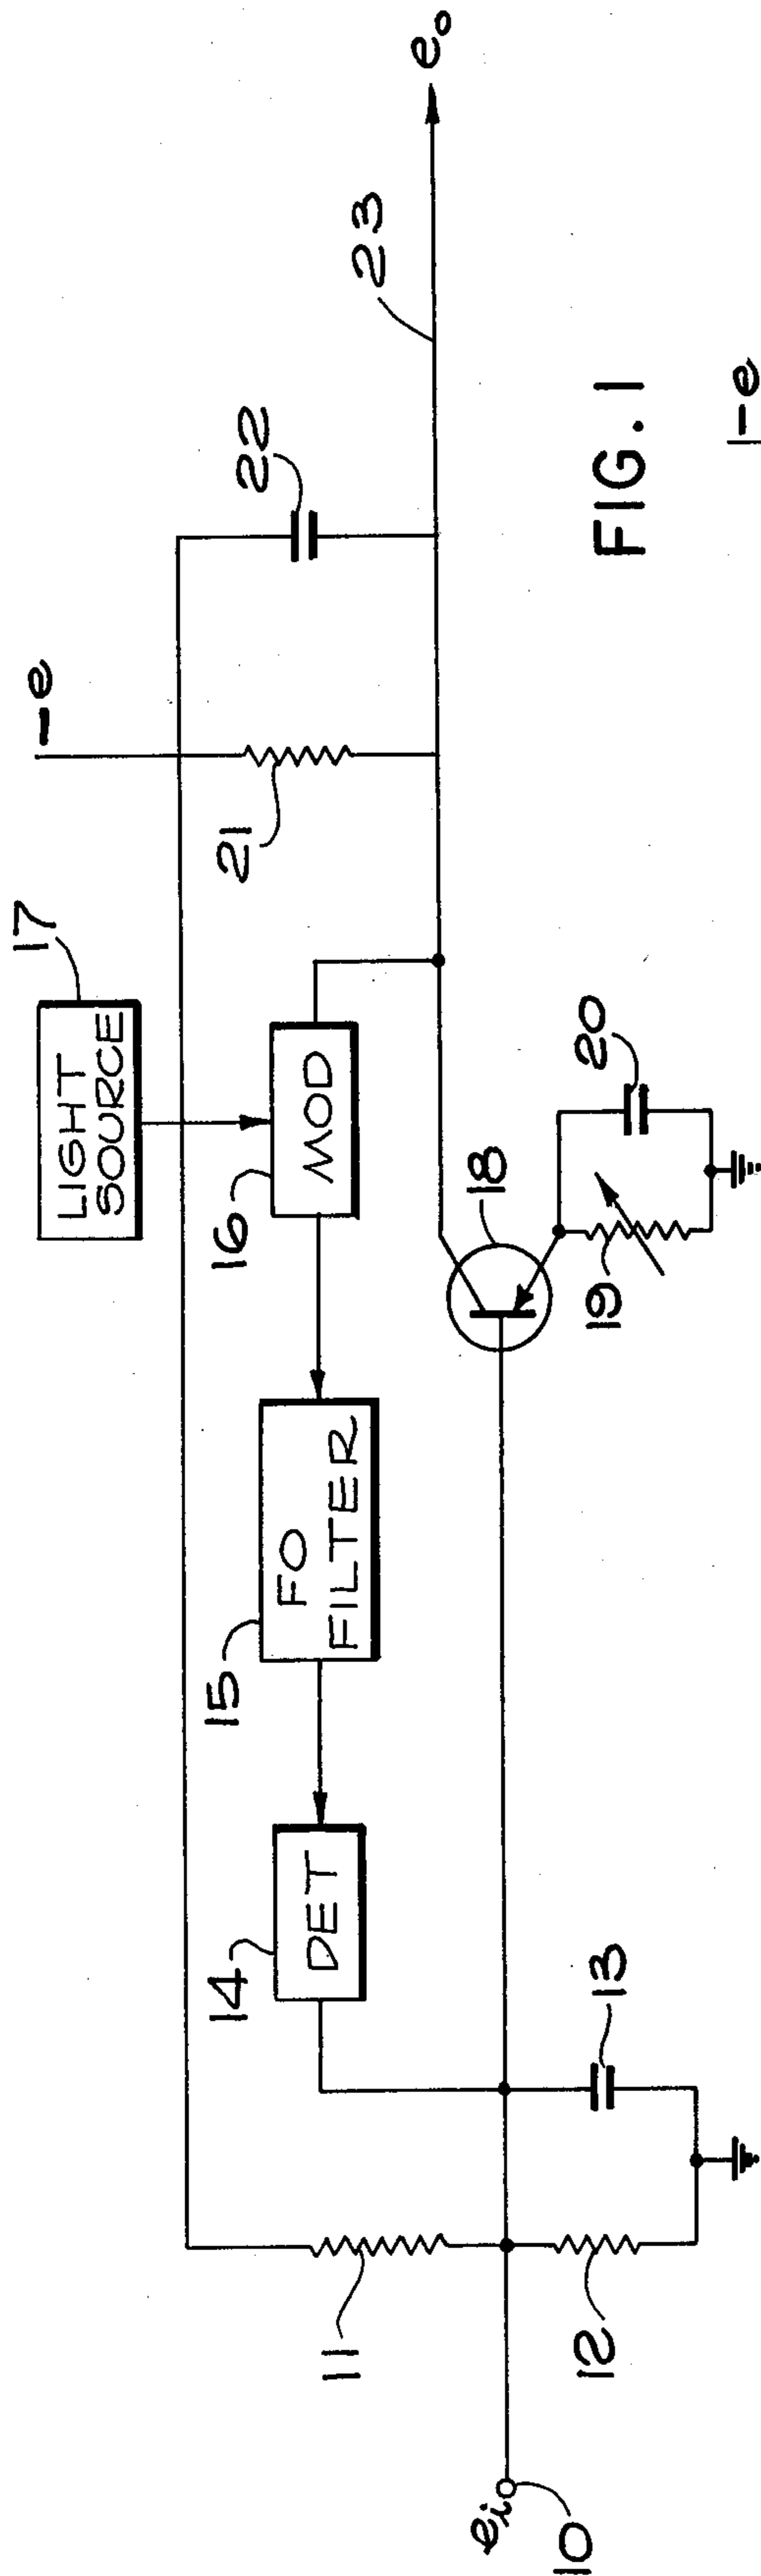 17
LIGHT
SOURCE
-e
22
23
e₀
21
16
MOD
15
FO
FILTER
14
DET
18
20
19
11
13
12
eᵢ
10
FIG. 1
-e